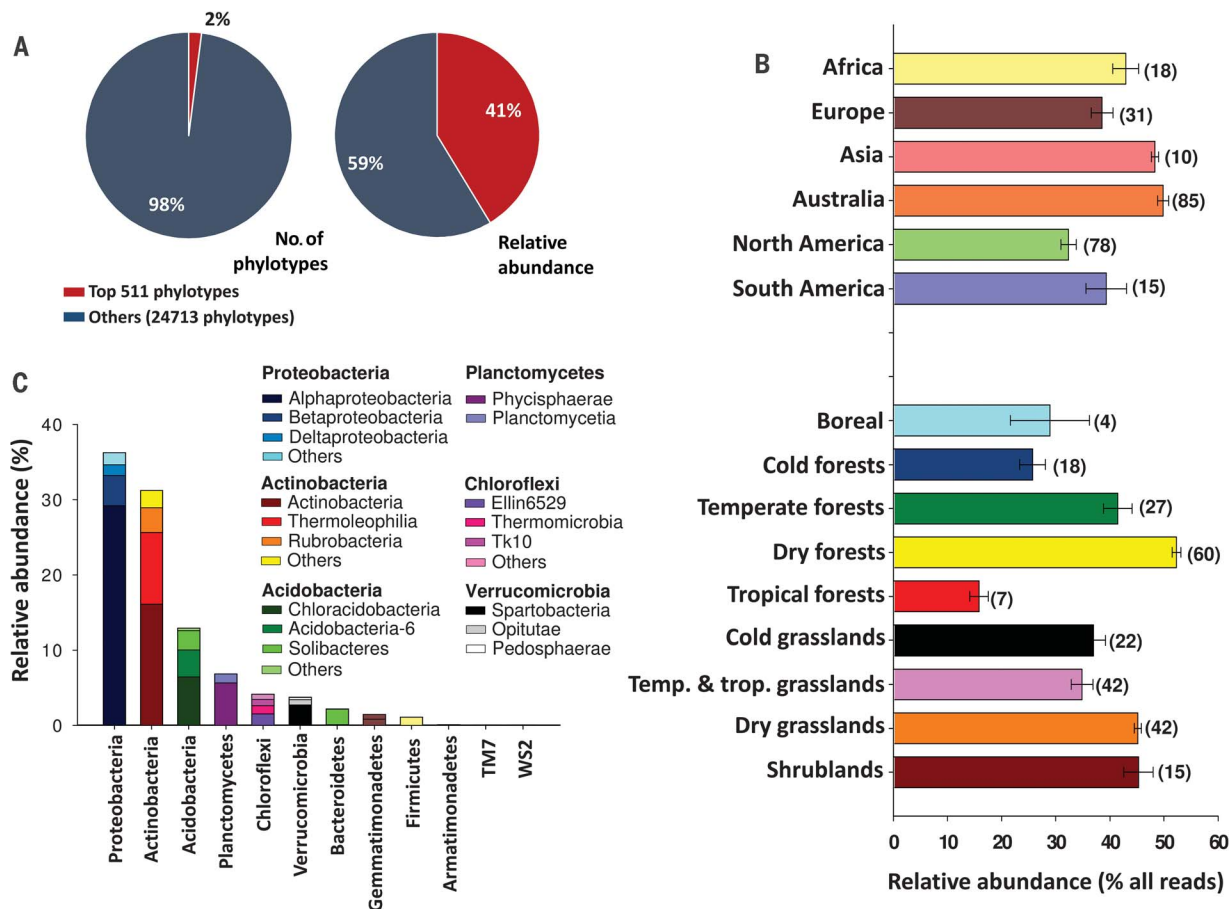 A
2%
98%
No. of
phylotypes
41%
59%
Relative
abundance
Top 511 phylotypes
Others (24713 phylotypes)
B
Africa (18)
Europe (31)
Asia (10)
Australia (85)
North America (78)
South America (15)
Boreal (4)
Cold forests (18)
Temperate forests (27)
Dry forests (60)
Tropical forests (7)
Cold grasslands (22)
Temp. & trop. grasslands (42)
Dry grasslands (42)
Shrublands (15)
0 10 20 30 40 50 60
Relative abundance (% all reads)
C
Proteobacteria
Alphaproteobacteria
Betaproteobacteria
Deltaproteobacteria
Others
Actinobacteria
Actinobacteria
Thermoleophilia
Rubrobacteria
Others
Acidobacteria
Chloracidobacteria
Acidobacteria-6
Solibacteres
Others
Planctomycetes
Phycisphaerae
Planctomycetia
Chloroflexi
Ellin6529
Thermomicrobia
Tk10
Others
Verrucomicrobia
Spartobacteria
Opitutae
Pedosphaerae
Relative abundance (%)
40
30
20
10
0
Proteobacteria
Actinobacteria
Acidobacteria
Planctomycetes
Chloroflexi
Verrucomicrobia
Bacteroidetes
Gemmatimonadetes
Firmicutes
Armatimonadetes
TM7
WS2